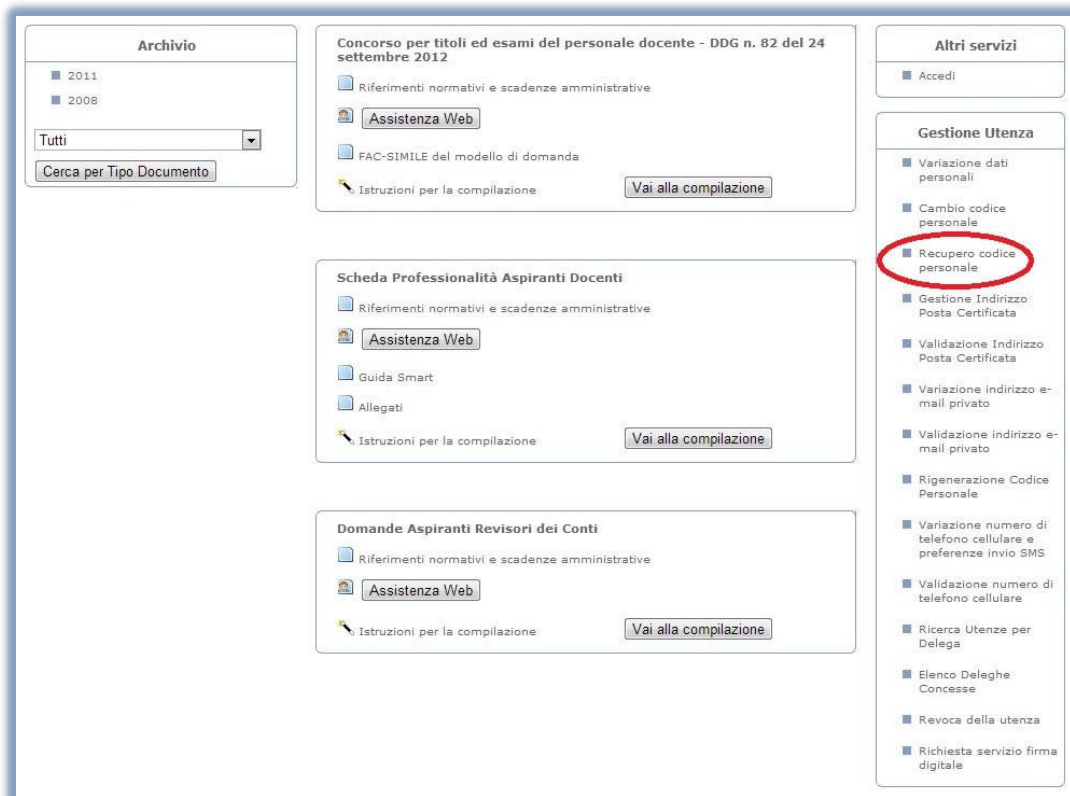 Archivio
2011
2008
Tutti
Cerca per Tipo Documento
Concorso per titoli ed esami del personale docente - DDG n. 82 del 24
settembre 2012
Riferimenti normativi e scadenze amministrative
Assistenza Web
FAC-SIMILE del modello di domanda
Istruzioni per la compilazione
Vai alla compilazione
Scheda Professionalità Aspiranti Docenti
Riferimenti normativi e scadenze amministrative
Assistenza Web
Guida Smart
Allegati
Istruzioni per la compilazione
Vai alla compilazione
Domande Aspiranti Revisori dei Conti
Riferimenti normativi e scadenze amministrative
Assistenza Web
Istruzioni per la compilazione
Vai alla compilazione
Altri servizi
Accedi
Gestione Utenza
Variazione dati
personali
Cambio codice
personale
Recupero codice
personale
Gestione Indirizzo
Posta Certificata
Validazione Indirizzo
Posta Certificata
Variazione indirizzo e-
mail privato
Validazione indirizzo e-
mail privato
Rigenerazione Codice
Personale
Variazione numero di
telefono cellulare e
preferenze invio SMS
Validazione numero di
telefono cellulare
Ricerca Utenze per
Delega
Elenco Deleghe
Concesse
Revoca della utenza
Richiesta servizio firma
digitale